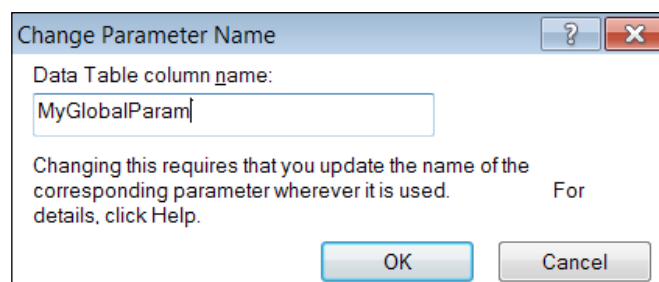 Change Parameter Name
?
Data Table column name:
MyGlobalParam
Changing this requires that you update the name of the
corresponding parameter wherever it is used. For
details, click Help.
OK Cancel